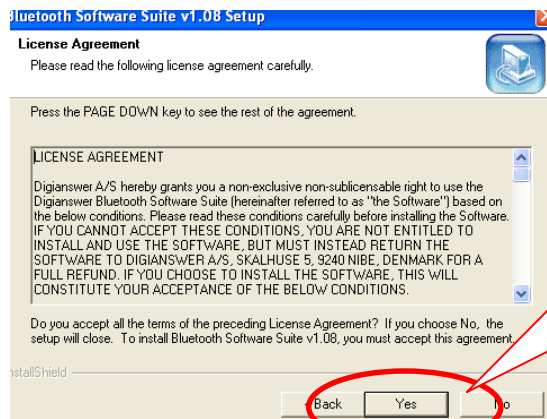 Bluetooth Software Suite v1.08 Setup
License Agreement
Please read the following license agreement carefully.
Press the PAGE DOWN key to see the rest of the agreement.
LICENSE AGREEMENT
Digianswer A/S hereby grants you a non-exclusive non-sublicensable right to use the
Digianswer Bluetooth Software Suite (hereinafter referred to as "the Software") based on
the below conditions. Please read these conditions carefully before installing the Software.
IF YOU CANNOT ACCEPT THESE CONDITIONS, YOU ARE NOT ENTITLED TO
INSTALL AND USE THE SOFTWARE, BUT MUST INSTEAD RETURN THE
SOFTWARE TO DIGIANSWER A/S, SKALHUSE 5, 9240 NIBE, DENMARK FOR A
FULL REFUND. IF YOU CHOOSE TO INSTALL THE SOFTWARE, THIS WILL
CONSTITUTE YOUR ACCEPTANCE OF THE BELOW CONDITIONS.
Do you accept all the terms of the preceding License Agreement? If you choose No, the
setup will close. To install Bluetooth Software Suite v1.08, you must accept this agreement.
nstallShield
Back Yes No